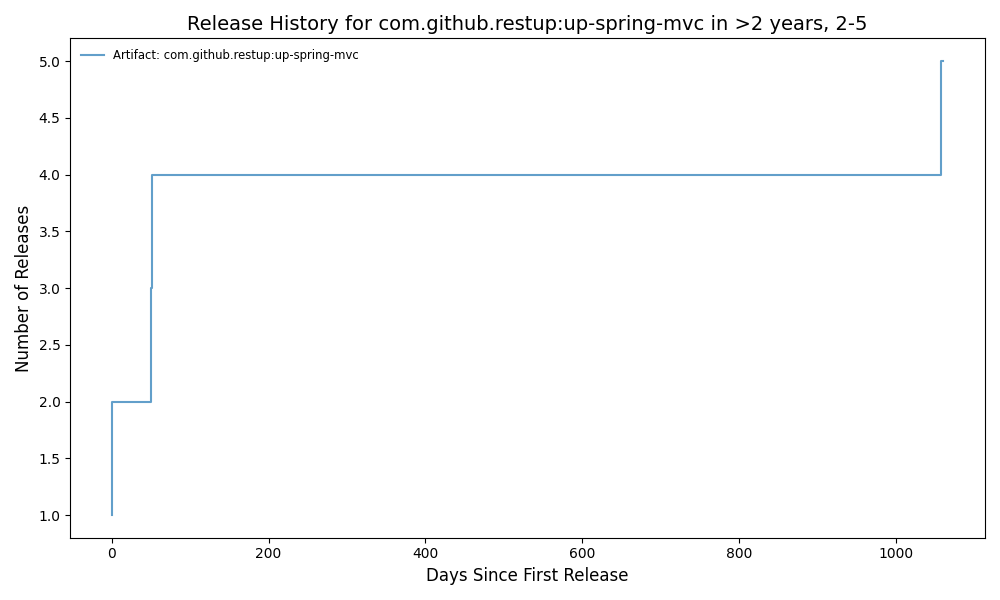 Release History for com.github.restup:up-spring-mvc in >2 years, 2-5
Artifact: com.github.restup:up-spring-mvc
Number of Releases
5.0
4.5
4.0
3.5
3.0
2.5
2.0
1.5
1.0
0 200 400 600 800 1000
Days Since First Release